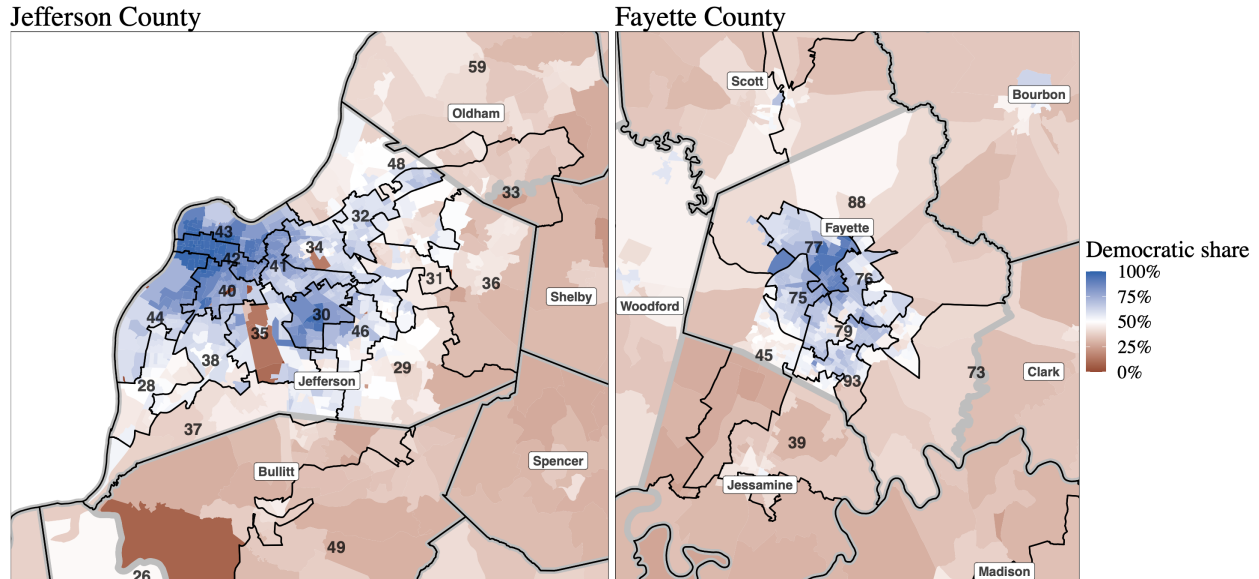 Jefferson County
Fayette County
59
Oldham
48
33
32
43
34
42
41
31
36
40
Shelby
44
30
35
46
38
29
28
Jefferson
37
Bullitt
Spencer
49
26
Scott
Bourbon
88
Fayette
77
76
75
Woodford
79
45
73
Clark
93
39
Jessamine
Madison
Democratic share
100%
75%
50%
25%
0%